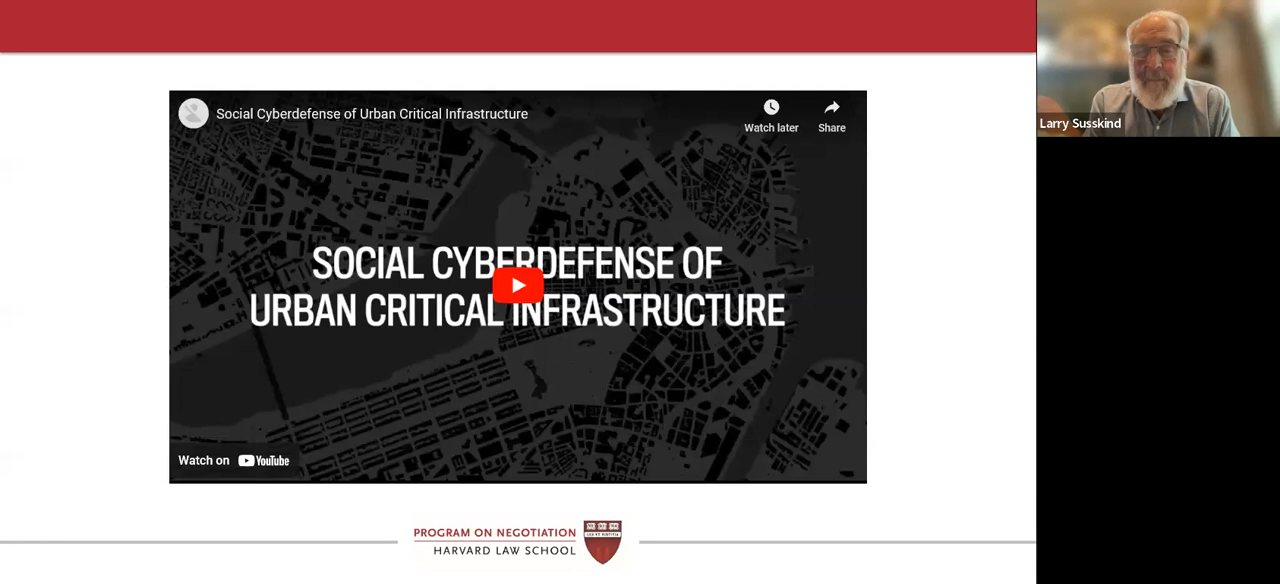 Social Cyberdefense of Urban Critical Infrastructure
Watch later
Share
Larry Susskind
SOCIAL CYBERDEFENSE OF
URBAN CRITICAL INFRASTRUCTURE
Watch on YouTube
PROGRAM ON NEGOTIATION
HARVARD LAW SCHOOL